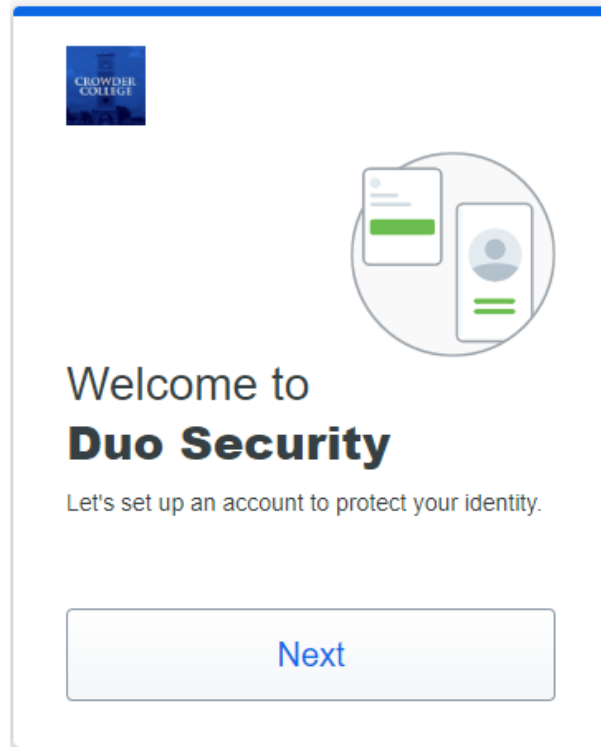 CROWDER
COLLEGE
Welcome to
Duo Security
Let's set up an account to protect your identity.
Next